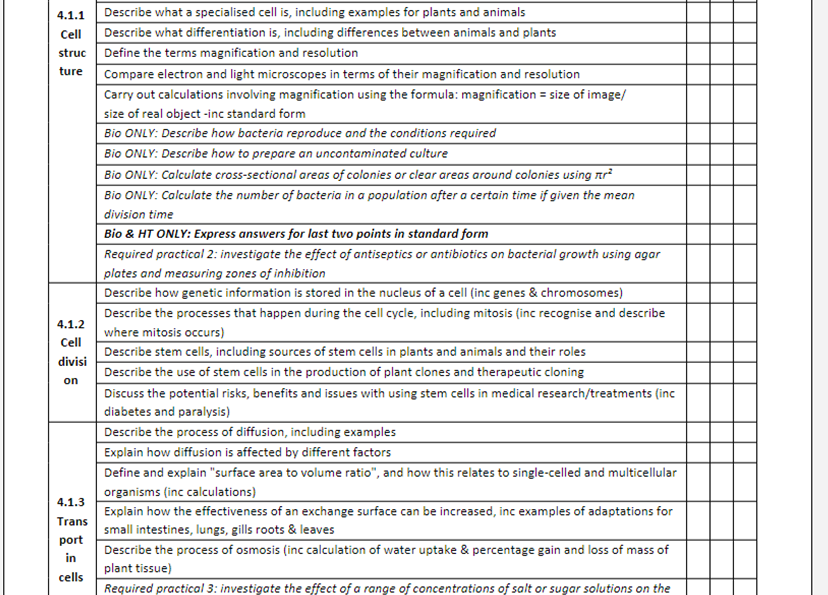 4.1.1
Cell
struc
ture
Describe what a specialised cell is, including examples for plants and animals
Describe what differentiation is, including differences between animals and plants
Define the terms magnification and resolution
Compare electron and light microscopes in terms of their magnification and resolution
Carry out calculations involving magnification using the formula: magnification = size of image/
size of real object -inc standard form
Bio ONLY: Describe how bacteria reproduce and the conditions required
Bio ONLY: Describe how to prepare an uncontaminated culture
Bio ONLY: Calculate cross-sectional areas of colonies or clear areas around colonies using πr²
Bio ONLY: Calculate the number of bacteria in a population after a certain time if given the mean
division time
Bio & HT ONLY: Express answers for last two points in standard form
Required practical 2: investigate the effect of antiseptics or antibiotics on bacterial growth using agar
plates and measuring zones of inhibition
4.1.2
Cell
divisi
on
Describe how genetic information is stored in the nucleus of a cell (inc genes & chromosomes)
Describe the processes that happen during the cell cycle, including mitosis (inc recognise and describe
where mitosis occurs)
Describe stem cells, including sources of stem cells in plants and animals and their roles
Describe the use of stem cells in the production of plant clones and therapeutic cloning
Discuss the potential risks, benefits and issues with using stem cells in medical research/treatments (inc
diabetes and paralysis)
4.1.3
Trans
port
in
cells
Describe the process of diffusion, including examples
Explain how diffusion is affected by different factors
Define and explain "surface area to volume ratio", and how this relates to single-celled and multicellular
organisms (inc calculations)
Explain how the effectiveness of an exchange surface can be increased, inc examples of adaptations for
small intestines, lungs, gills roots & leaves
Describe the process of osmosis (inc calculation of water uptake & percentage gain and loss of mass of
plant tissue)
Required practical 3: investigate the effect of a range of concentrations of salt or sugar solutions on the